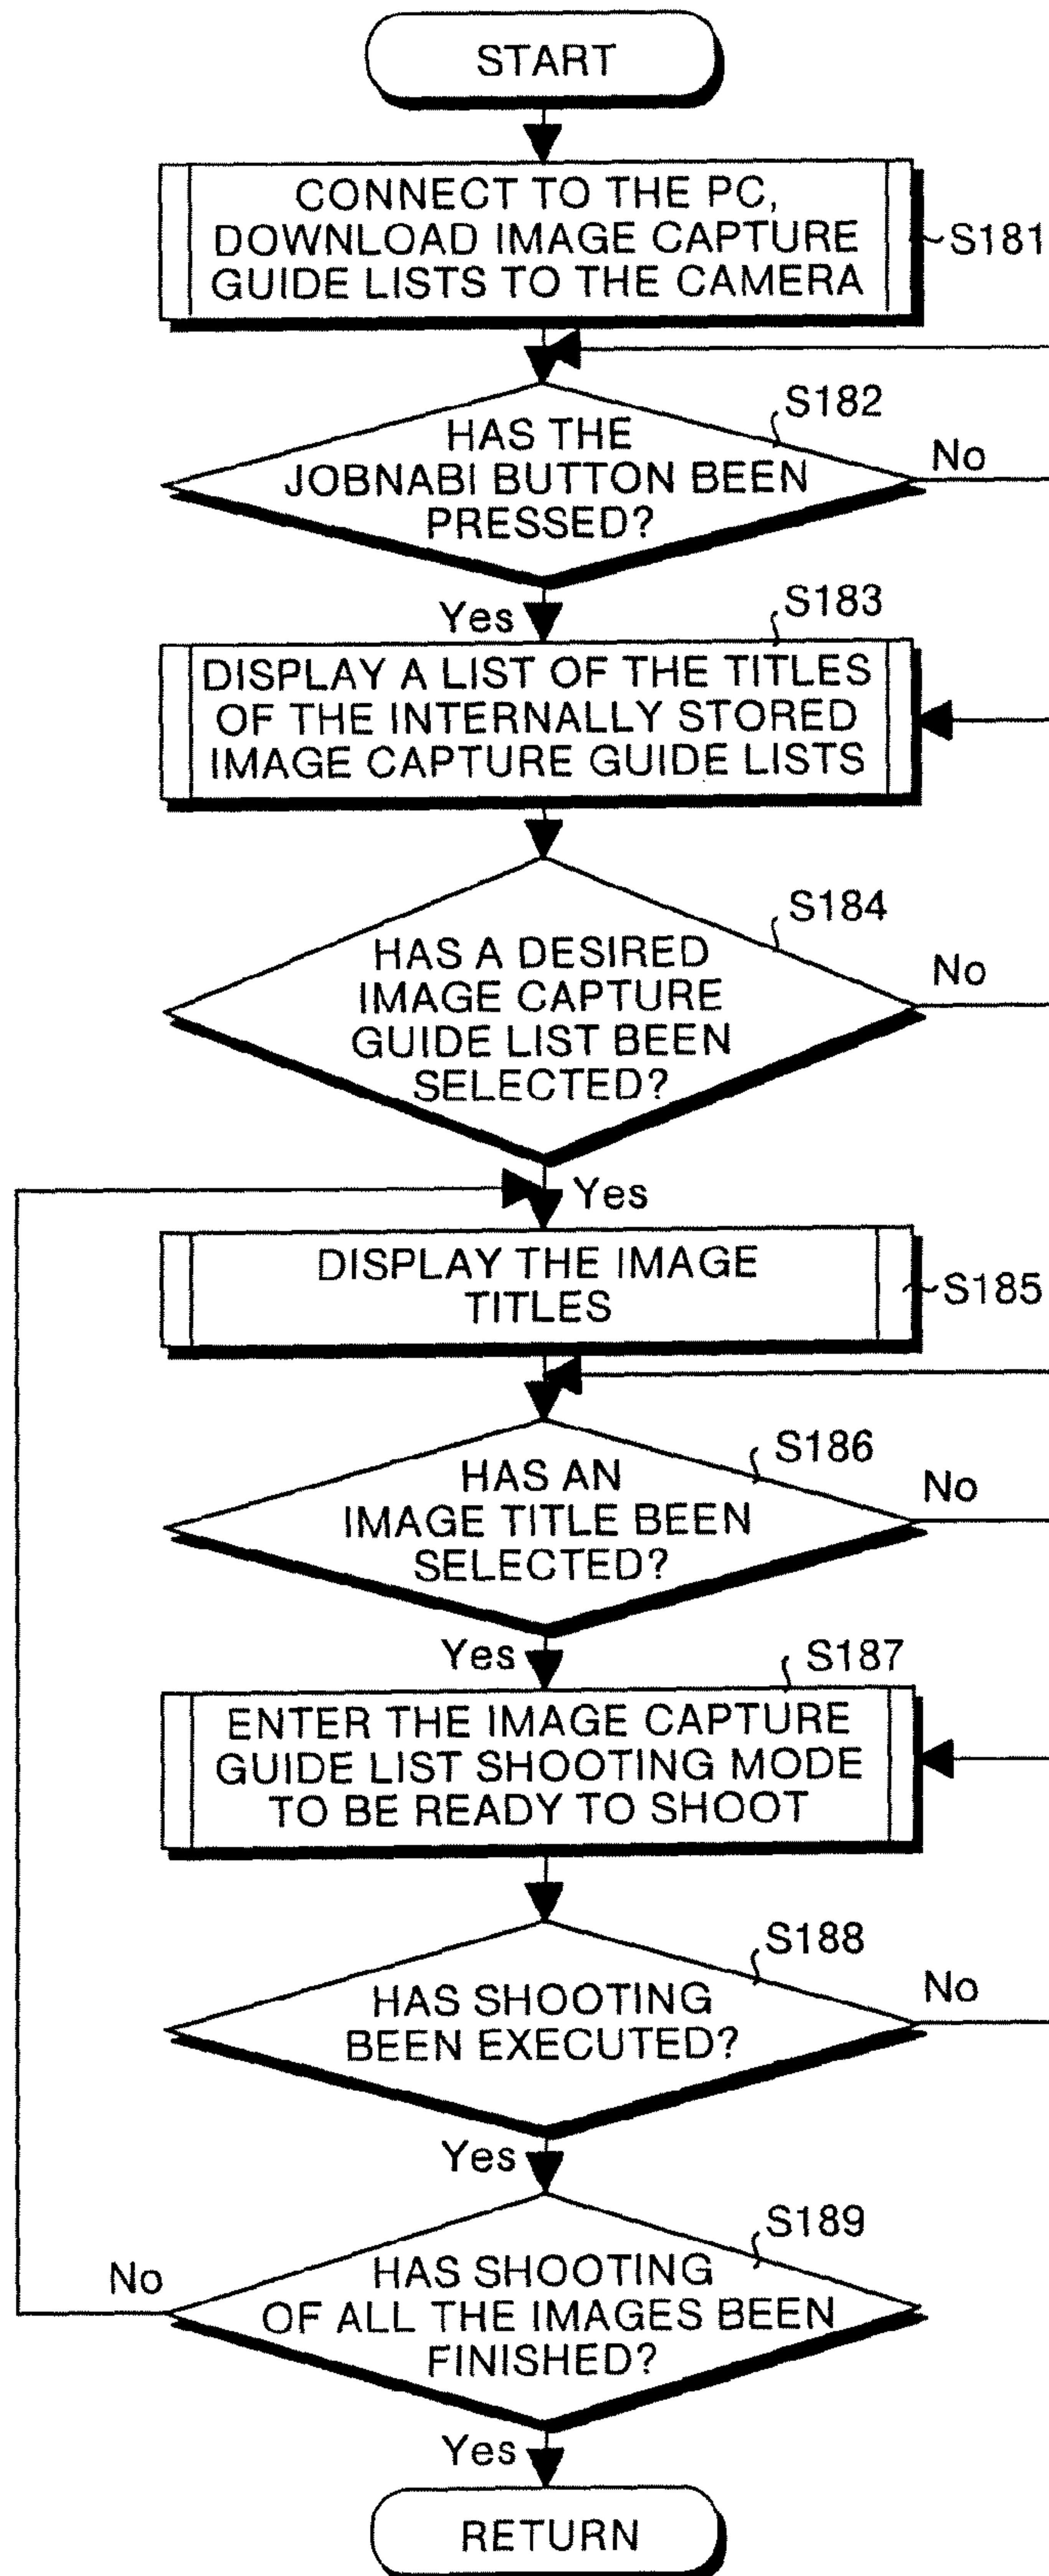 START
CONNECT TO THE PC,
DOWNLOAD IMAGE CAPTURE
GUIDE LISTS TO THE CAMERA
S181
S182
HAS THE
JOBNABI BUTTON BEEN
PRESSED?
No
Yes
S183
DISPLAY A LIST OF THE TITLES
OF THE INTERNALLY STORED
IMAGE CAPTURE GUIDE LISTS
S184
HAS A DESIRED
IMAGE CAPTURE
GUIDE LIST BEEN
SELECTED?
No
Yes
DISPLAY THE IMAGE
TITLES
S185
S186
HAS AN
IMAGE TITLE BEEN
SELECTED?
No
Yes
S187
ENTER THE IMAGE CAPTURE
GUIDE LIST SHOOTING MODE
TO BE READY TO SHOOT
S188
HAS SHOOTING
BEEN EXECUTED?
No
Yes
S189
HAS SHOOTING
OF ALL THE IMAGES BEEN
FINISHED?
No
Yes
RETURN